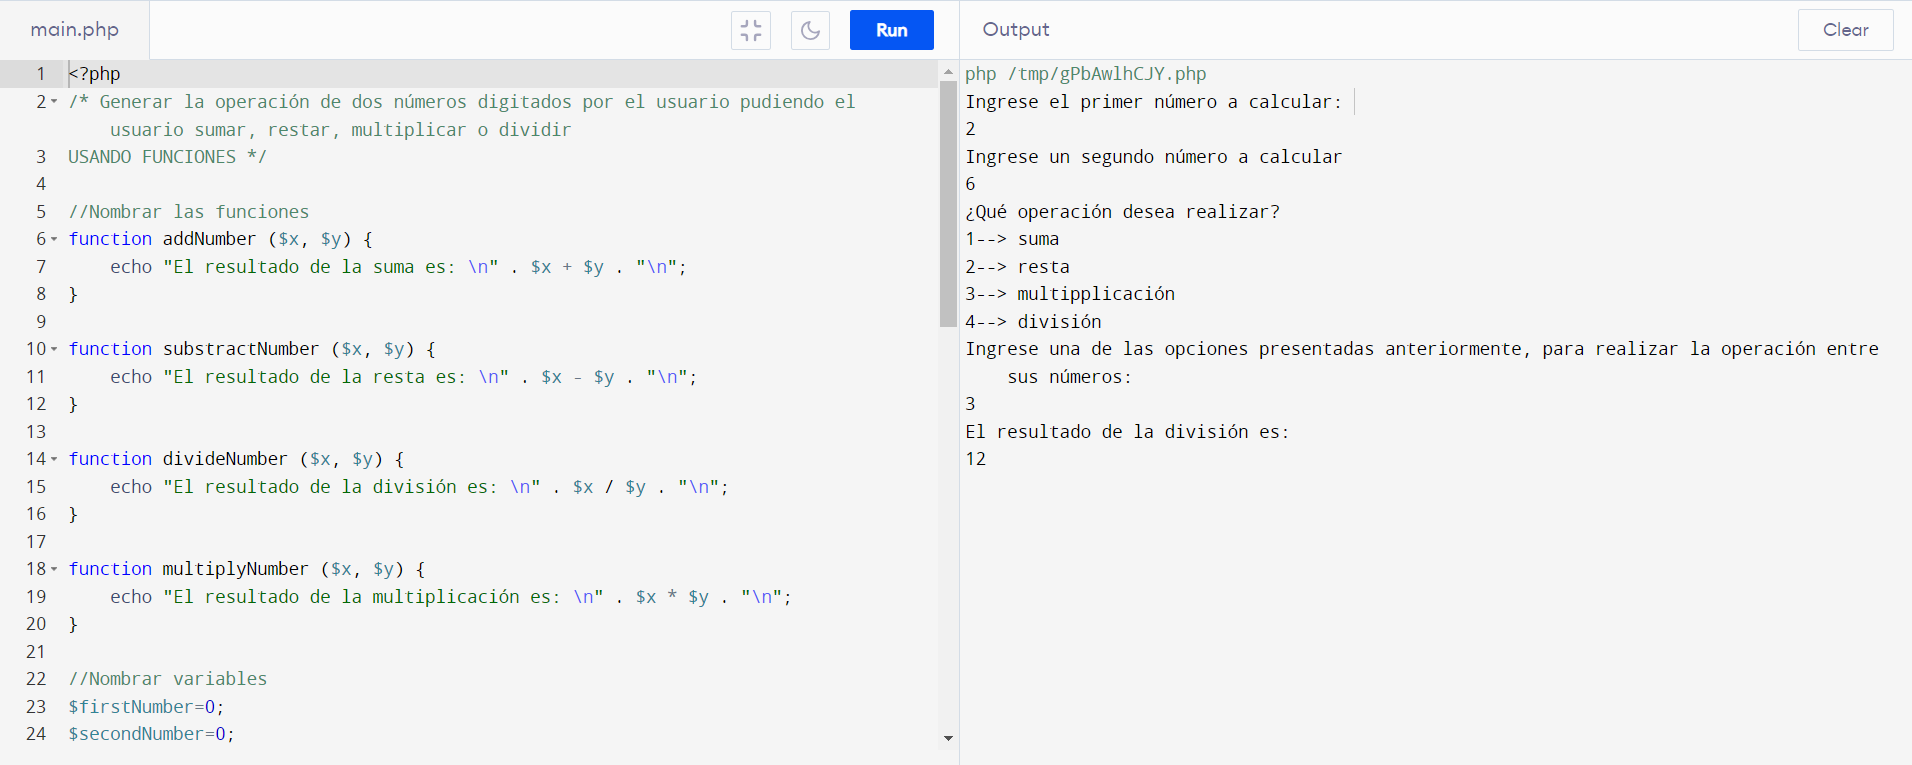 main.php
Run
1 <?php
2 /* Generar la operación de dos números digitados por el usuario pudiendo el
usuario sumar, restar, multiplicar o dividir
3 USANDO FUNCIONES */
4
5 //Nombrar las funciones
6 function addNumber ($x, $y) {
7 echo "El resultado de la suma es: \n" . $x + $y . "\n";
8 }
9
10 function substractNumber ($x, $y) {
11 echo "El resultado de la resta es: \n" . $x - $y . "\n";
12 }
13
14 function divideNumber ($x, $y) {
15 echo "El resultado de la división es: \n" . $x / $y . "\n";
16 }
17
18 function multiplyNumber ($x, $y) {
19 echo "El resultado de la multiplicación es: \n" . $x * $y . "\n";
20 }
21
22 //Nombrar variables
23 $firstNumber=0;
24 $secondNumber=0;
Output
Clear
php /tmp/gPbAwlhCJY.php
Ingrese el primer número a calcular:
2
Ingrese un segundo número a calcular
6
¿Qué operación desea realizar?
1--> suma
2--> resta
3--> multipplicación
4--> división
Ingrese una de las opciones presentadas anteriormente, para realizar la operación entre
sus números:
3
El resultado de la división es:
12